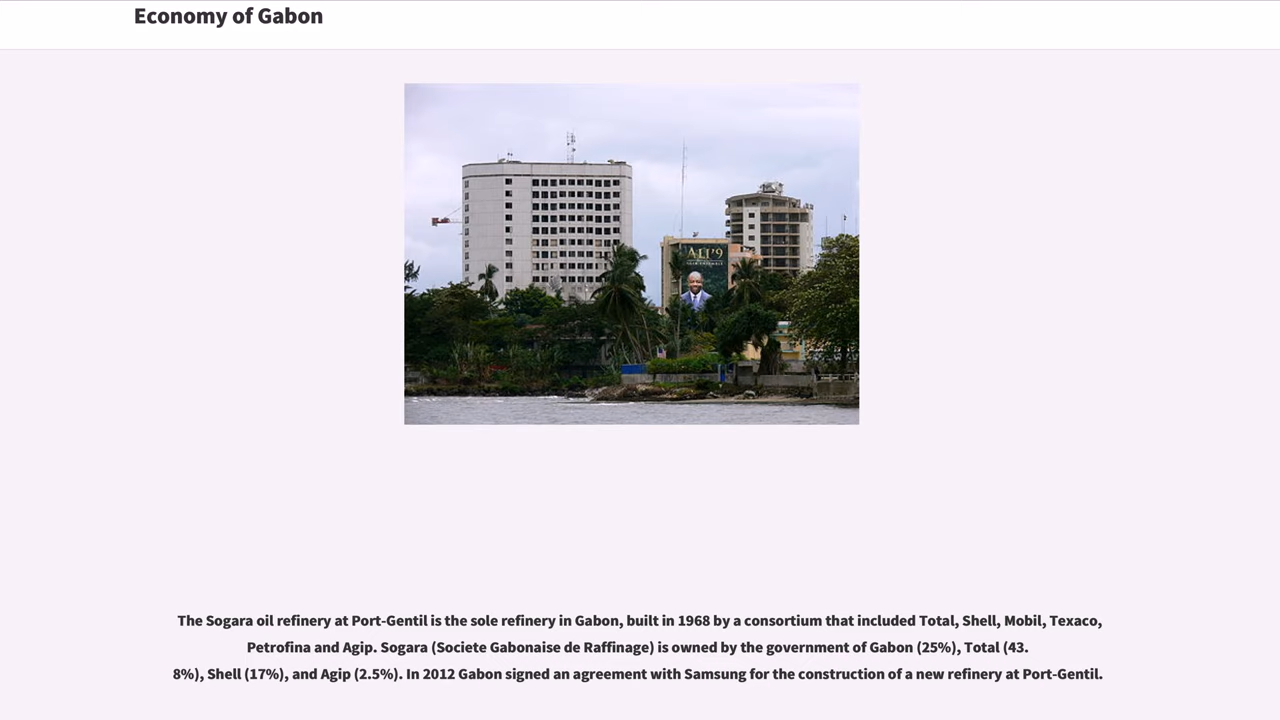 Economy of Gabon
ALI'9
The Sogara oil refinery at Port-Gentil is the sole refinery in Gabon, built in 1968 by a consortium that included Total, Shell, Mobil, Texaco,
Petrofina and Agip. Sogara (Societe Gabonaise de Raffinage) is owned by the government of Gabon (25%), Total (43.
8%), Shell (17%), and Agip (2.5%). In 2012 Gabon signed an agreement with Samsung for the construction of a new refinery at Port-Gentil.